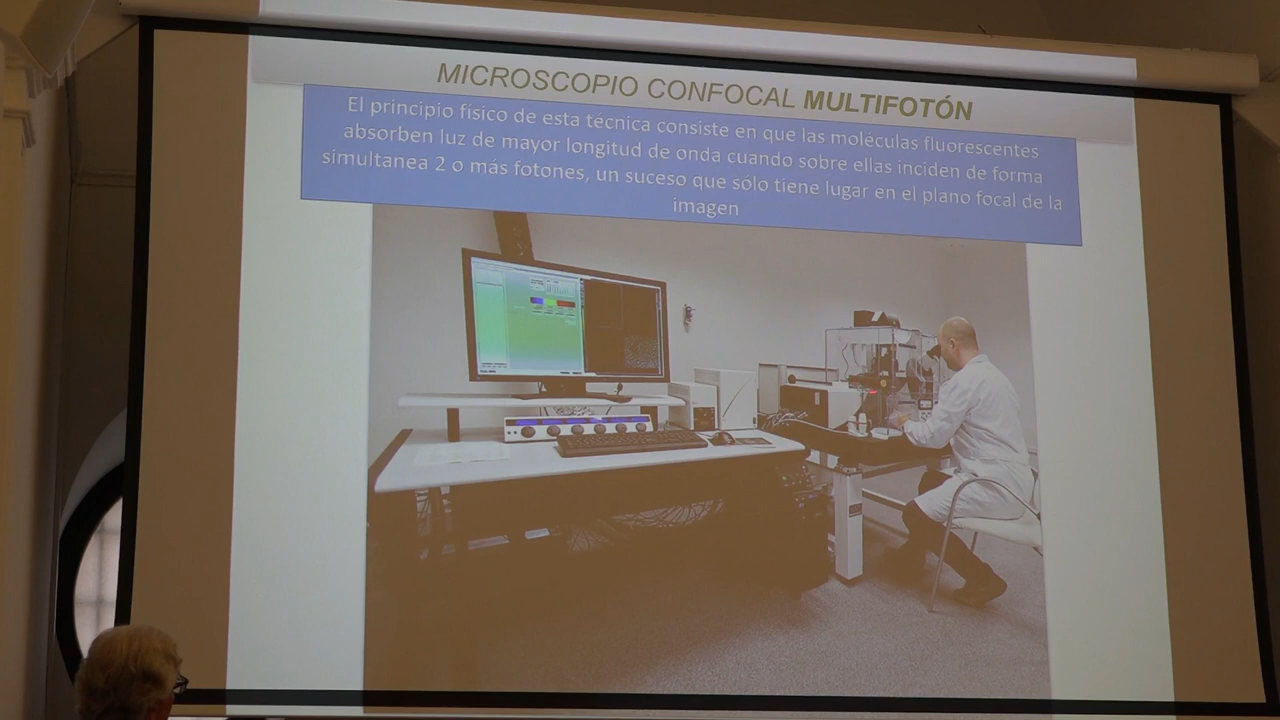 MICROSCOPIO CONFOCAL MULTIFOTÓN
El principio físico de esta técnica consiste en que las moléculas fluorescentes
absorben luz de mayor longitud de onda cuando sobre ellas inciden de forma
simultanea 2 o más fotones, un suceso que sólo tiene lugar en el plano focal de la
imagen